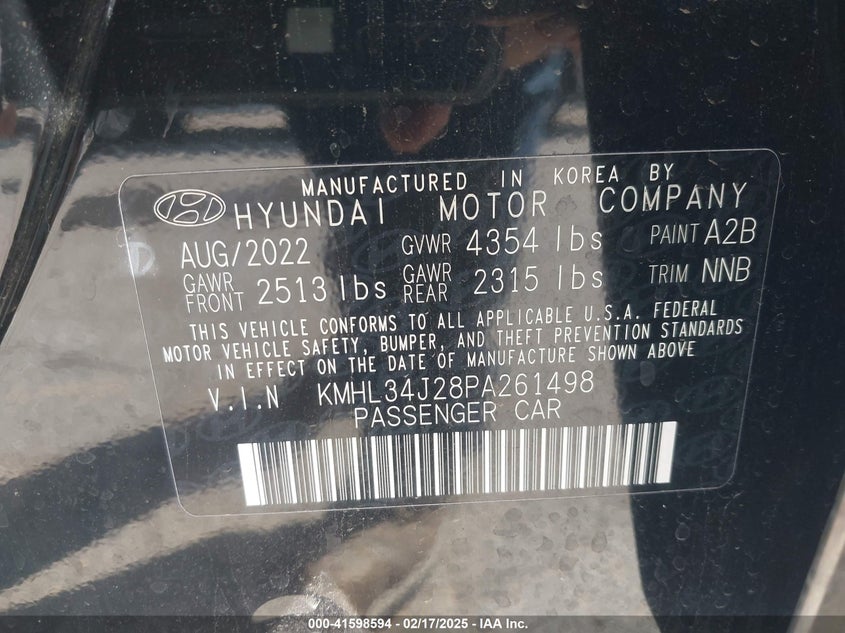 MANUFACTURED IN KOREA BY
HYUNDAI MOTOR COMPANY
AUG/2022 GVWR 4354 lbs PAINT A2B
GAWR FRONT 2513 lbs GAWR REAR 2315 lbs TRIM NNB
THIS VEHICLE CONFORMS TO ALL APPLICABLE U.S.A. FEDERAL
MOTOR VEHICLE SAFETY, BUMPER, AND THEFT PREVENTION STANDARDS
IN EFFECT ON THE DATE OF MANUFACTURE SHOWN ABOVE
V.I.N KMHL34J28PA261498
PASSENGER CAR
000-41598594 — 02/17/2025 — IAA Inc.